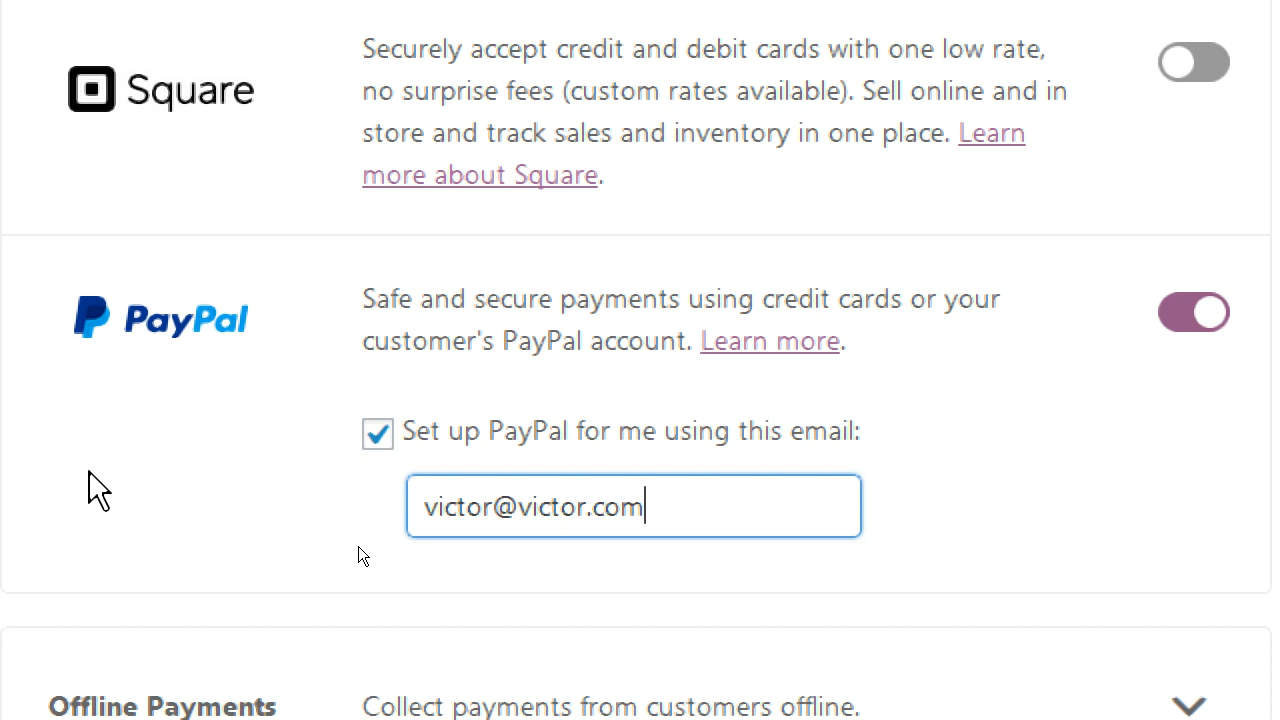 Square
Securely accept credit and debit cards with one low rate,
no surprise fees (custom rates available). Sell online and in
store and track sales and inventory in one place. Learn
more about Square.
PayPal
Safe and secure payments using credit cards or your
customer's PayPal account. Learn more.
Set up PayPal for me using this email:
victor@victor.com
Offline Payments
Collect payments from customers offline.